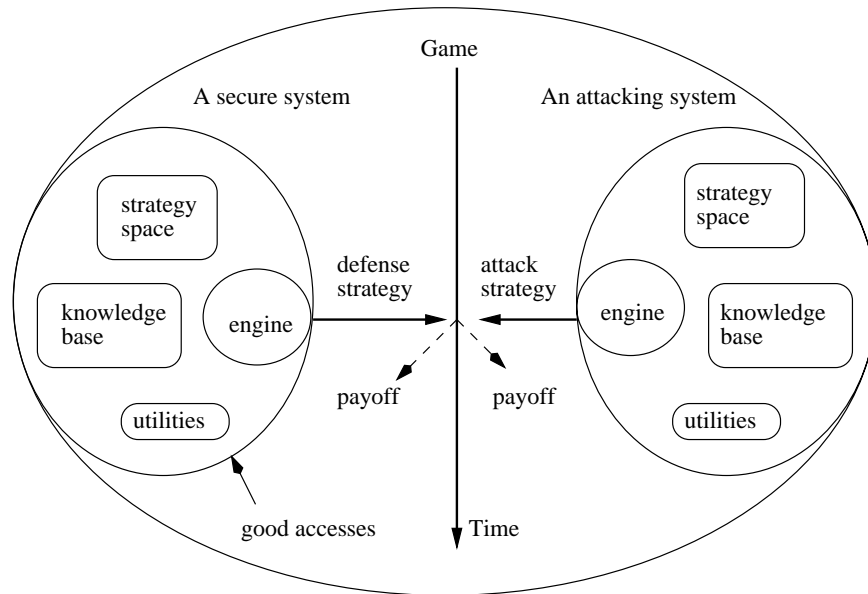 Game
A secure system
An attacking system
strategy
space
strategy
space
defense
strategy
attack
strategy
knowledge
base
engine
engine
knowledge
base
payoff
payoff
utilities
utilities
good accesses
Time